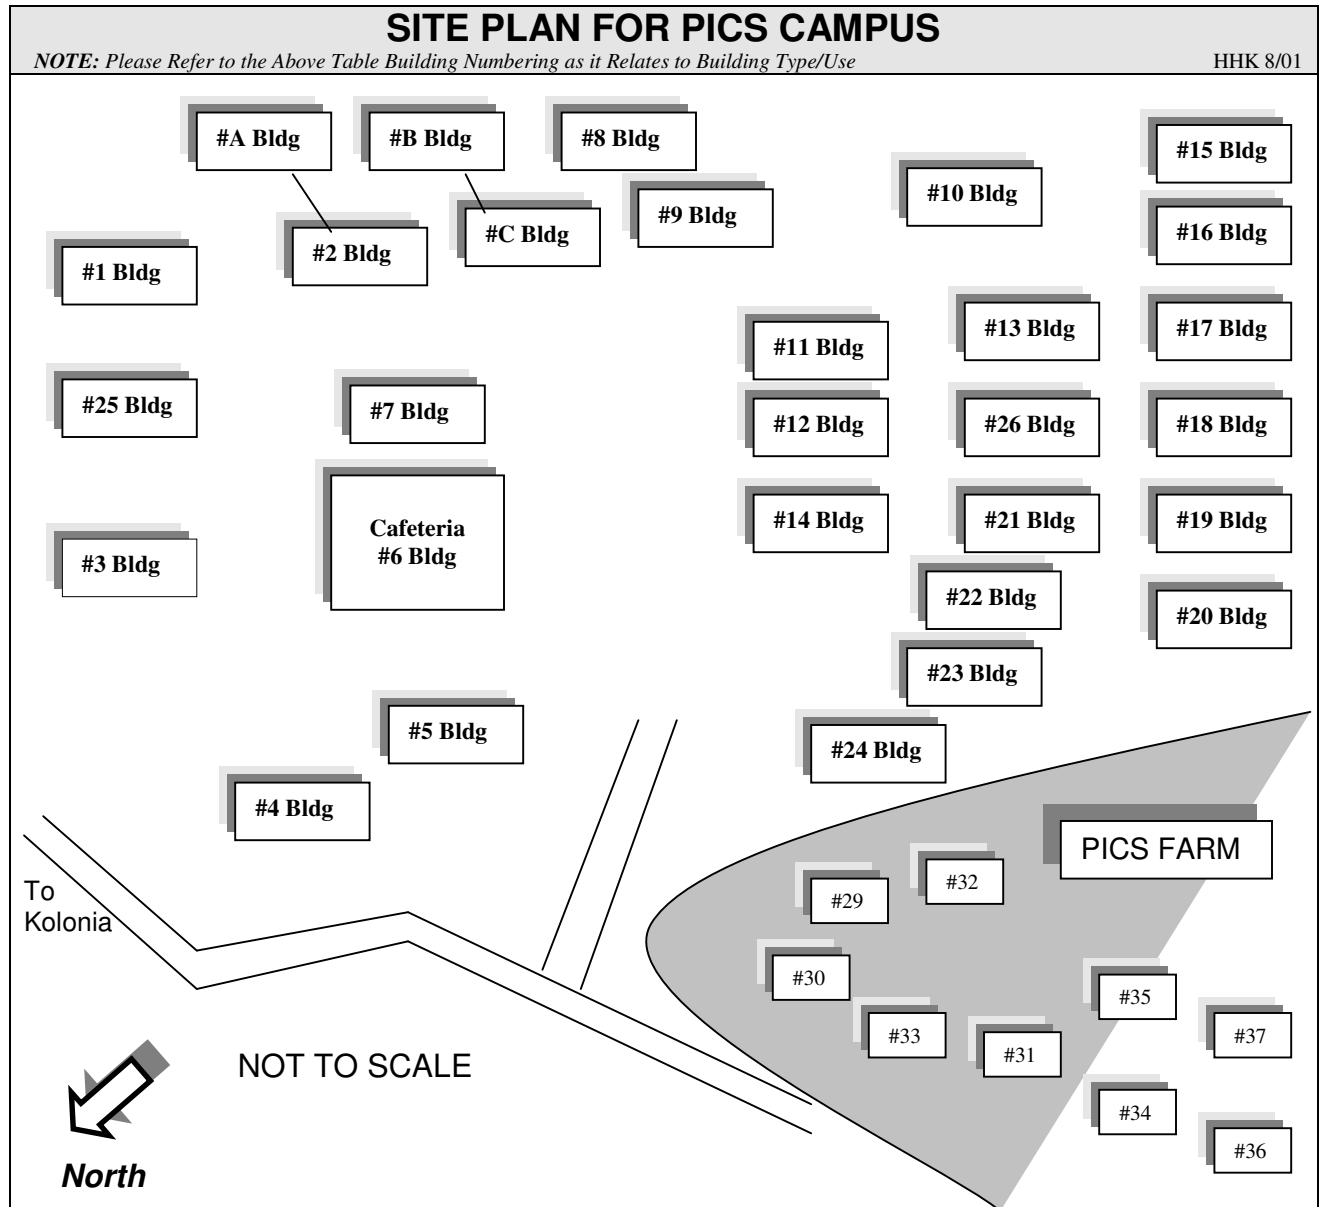 SITE PLAN FOR PICS CAMPUS
NOTE: Please Refer to the Above Table Building Numbering as it Relates to Building Type/Use
HHK 8/01
#A Bldg
#B Bldg
#8 Bldg
#15 Bldg
#10 Bldg
#9 Bldg
#C Bldg
#16 Bldg
#2 Bldg
#1 Bldg
#13 Bldg
#17 Bldg
#11 Bldg
#25 Bldg
#7 Bldg
#12 Bldg
#26 Bldg
#18 Bldg
Cafeteria
#6 Bldg
#14 Bldg
#21 Bldg
#19 Bldg
#3 Bldg
#22 Bldg
#20 Bldg
#23 Bldg
#5 Bldg
#24 Bldg
#4 Bldg
PICS FARM
To
Kolonia
#32
#29
#30
#35
#33
#31
#37
NOT TO SCALE
#34
#36
North